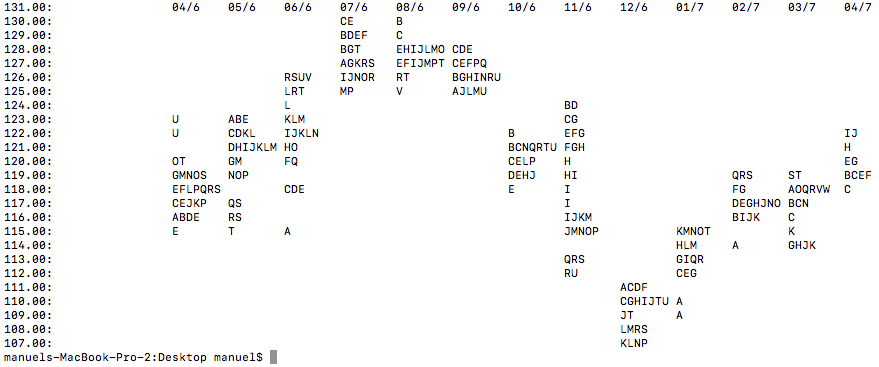 131.00:                 04/6    05/6    06/6    07/6    08/6    09/6    10/6    11/6    12/6    01/7    02/7    03/7    04/7
130.00:                                         CE      B
129.00:                                         BDEF    C
128.00:                                         BGT     EHIJLMO CDE
127.00:                                         AGKRS   EFIJMPT CEFPQ
126.00:                                 RSUV    IJNOR   RT      BGHINRU
125.00:                                 LRT     MP      V       AJLMU
124.00:                                 L                                       BD
123.00:                 U       ABE     KLM                                     CG
122.00:                 U       CDKL    IJKLN                           B       EFG                                     IJ
121.00:                         DHIJKLM HO                              BCNQRTU FGH                                     H
120.00:                 OT      GM      FQ                              CELP    H                                       EG
119.00:                 GMNOS   NOP                                     DEHJ    HI                      QRS     ST      BCEF
118.00:                 EFLPQRS         CDE                             E       I                       FG      AOQRVW  C
117.00:                 CEJKP   QS                                              I                       DEGHJNO BCN
116.00:                 ABDE    RS                                              IJKM                    BIJK    C
115.00:                 E       T       A                                       JMNOP           KMNOT           K
114.00:                                                                                         HLM     A       GHJK
113.00:                                                                         QRS             GIQR
112.00:                                                                         RU              CEG
111.00:                                                                                 ACDF
110.00:                                                                                 CGHIJTU A
109.00:                                                                                 JT      A
108.00:                                                                                 LMRS
107.00:                                                                                 KLNP
manuels-MacBook-Pro-2:Desktop manuel$